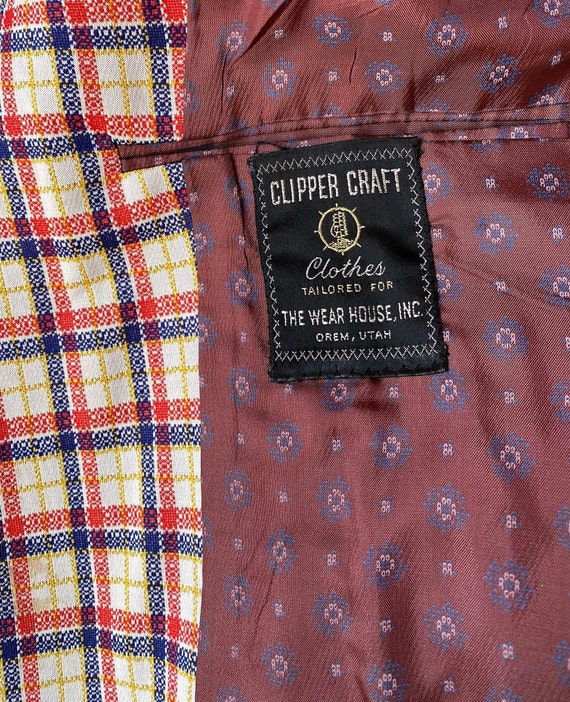 CLIPPER CRAFT
Clothes
TAILORED FOR
THE WEAR HOUSE, INC.
OREM, UTAH